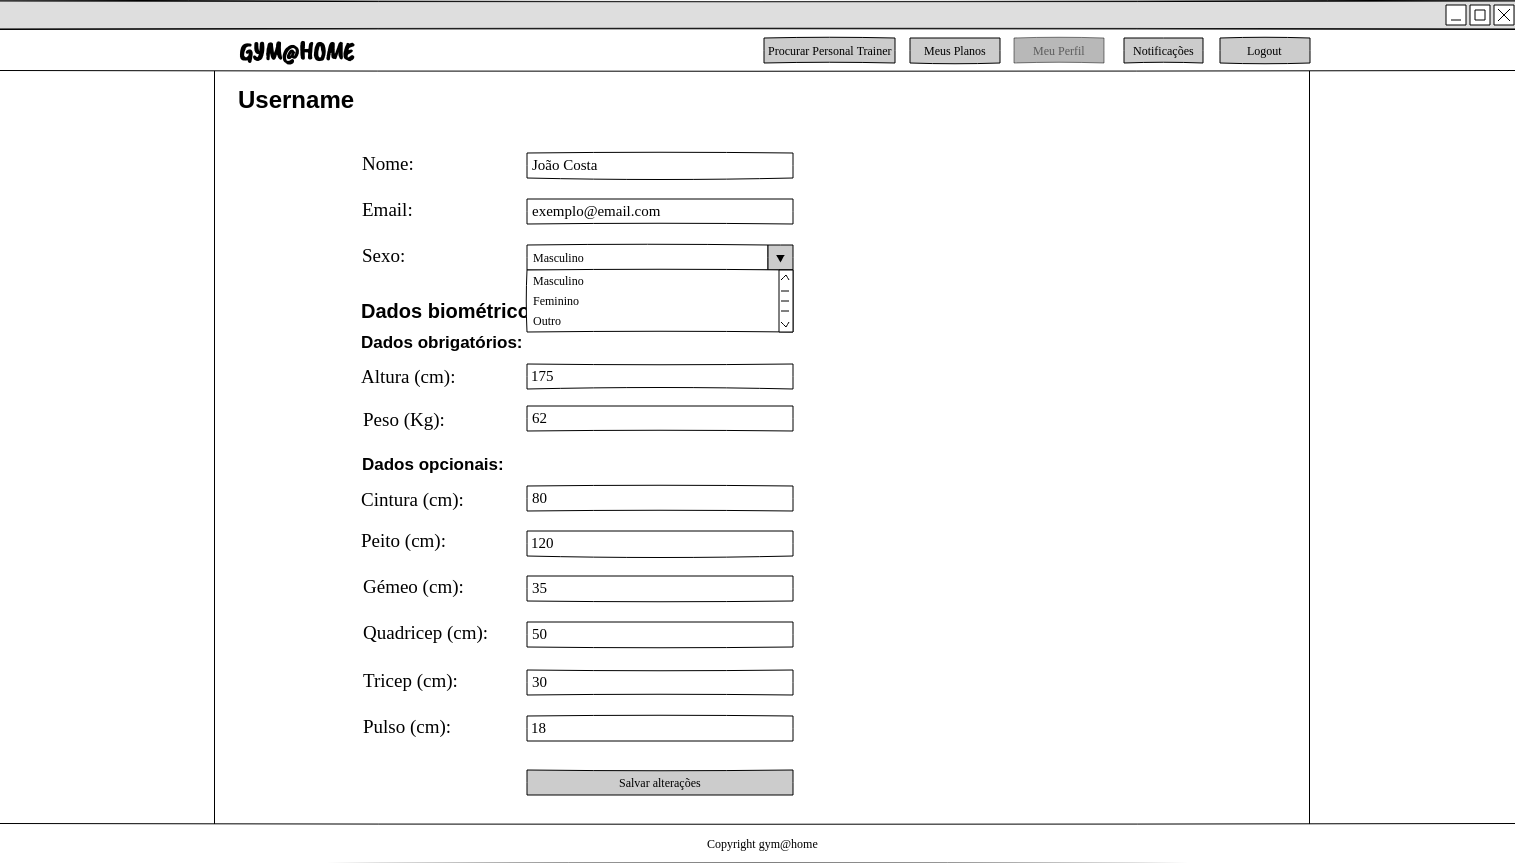 GYM@HOME
Procurar Personal Trainer
Meus Planos
Meu Perfil
Notificações
Logout
Username
Nome: João Costa
Email: exemplo@email.com
Sexo: Masculino
Masculino
Feminino
Outro
Dados biométrico
Dados obrigatórios:
Altura (cm): 175
Peso (Kg): 62
Dados opcionais:
Cintura (cm): 80
Peito (cm): 120
Gémeo (cm): 35
Quadricep (cm): 50
Tricep (cm): 30
Pulso (cm): 18
Salvar alterações
Copyright gym@home